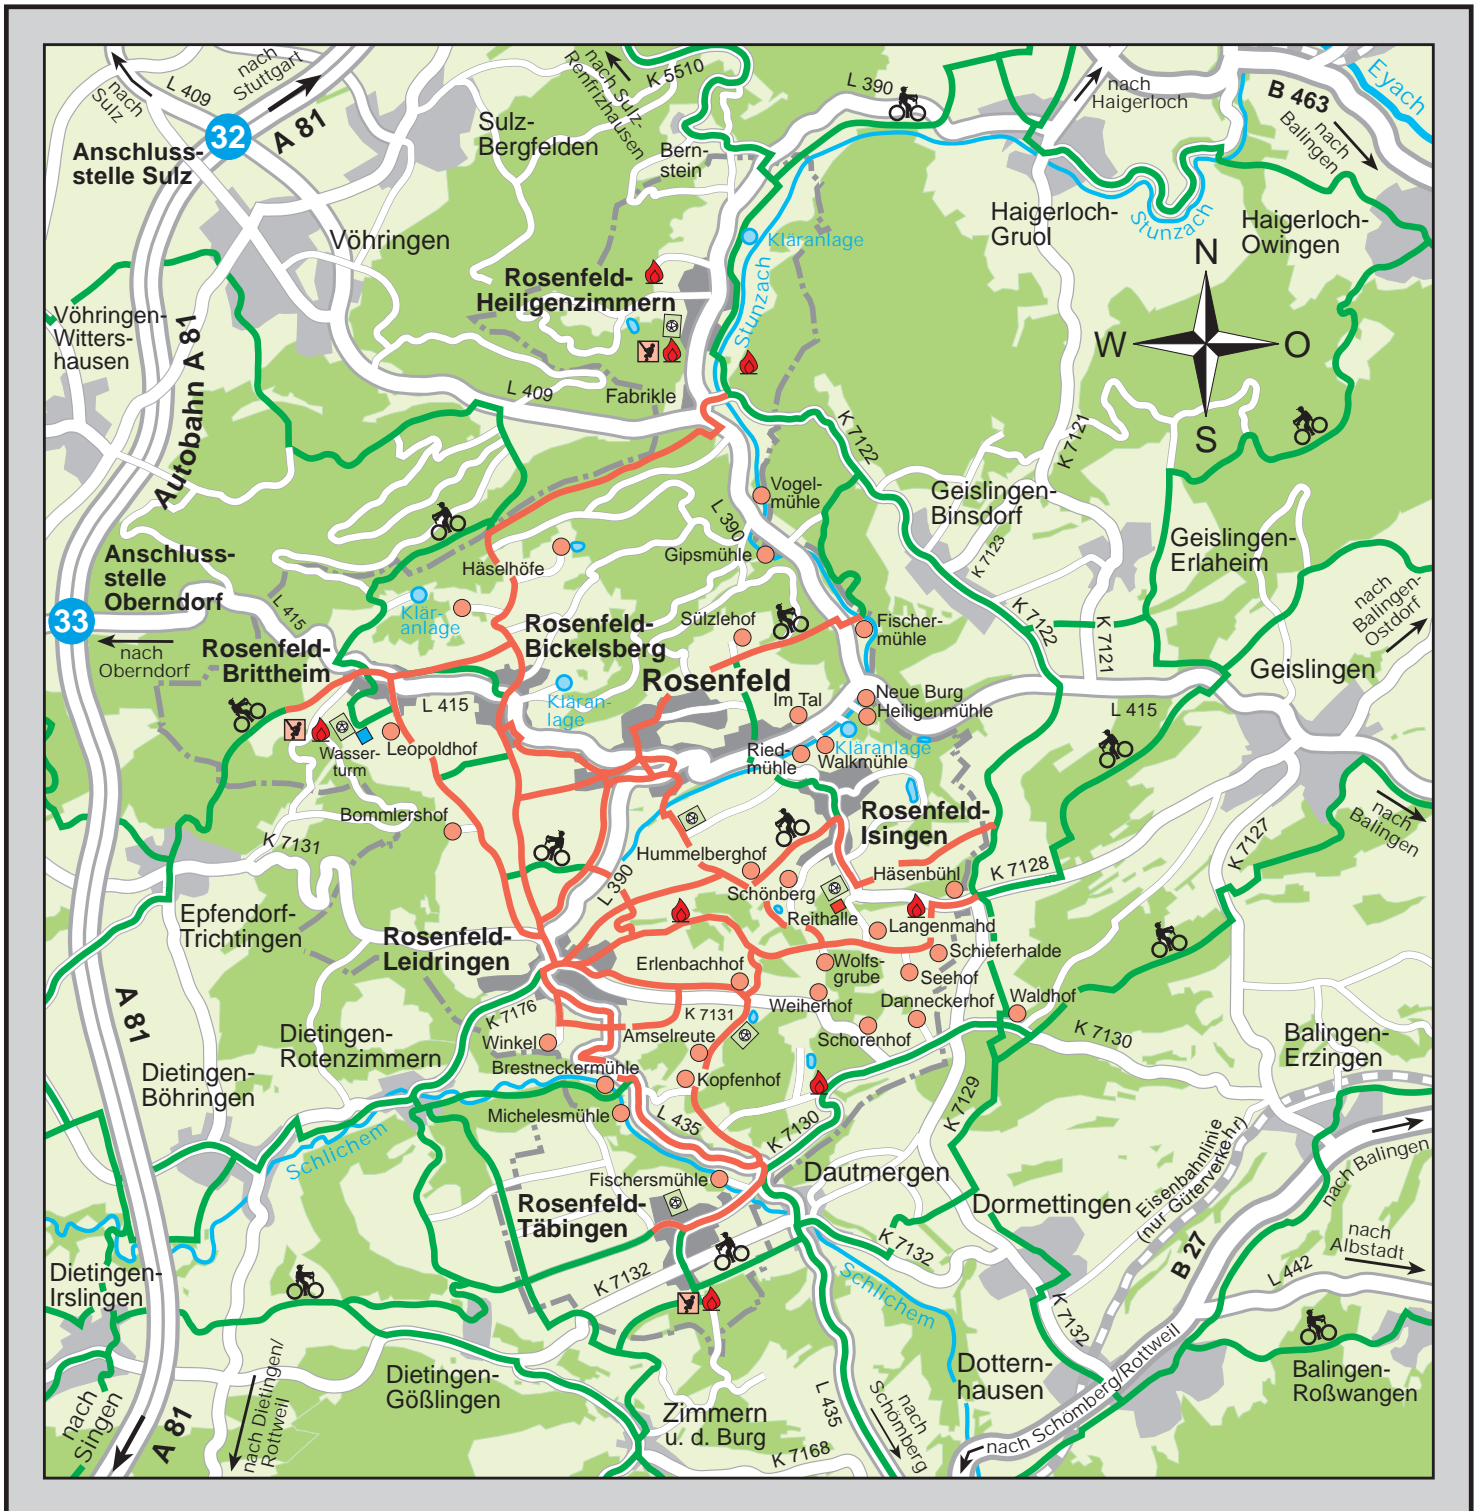 nach
Sulz
L 409
nach
Stuttgart
A 81
32
Anschluss-
stelle Sulz
Sulz-
Bergfelden
nach Sulz-
Renfrizhausen
K 5510
Bern-
stein
L 390
nach
Haigerloch
B 463
nach
Balingen
Eyach
Vöhringen
Haigerloch-
Gruol
Stunzach
Haigerloch-
Owingen
Kläranlage
Stunzach
Rosenfeld-
Heiligenzimmern
Vöhringen-
Witters-
hausen
Autobahn A 81
N
W
O
S
L 409
Fabrikle
K 7122
K 7121
Vogel-
mühle
L 390
Geislingen-
Binsdorf
K 7123
Gipsmühle
Geislingen-
Erlaheim
Anschluss-
stelle
Oberndorf
33
nach
Oberndorf
L 415
Häselhöfe
Klär-
anlage
Rosenfeld-
Bickelsberg
Sülzlehof
Fischer-
mühle
K 7122
K 7121
nach
Balingen-
Ostdorf
Rosenfeld-
Brittheim
Rosenfeld
Geislingen
L 415
Kläran-
lage
Im Tal
Neue Burg
Heiligenmühle
L 415
Wasser-
turm
Leopoldhof
Ried-
mühle
Kläranlage
Walkmühle
Bommlershof
K 7131
Rosenfeld-
Isingen
nach
Balingen
K 7127
Hummelberghof
Häsenbühl
K 7128
L 390
Schönberg
Reithalle
Langenmahd
Epfendorf-
Trichtingen
Rosenfeld-
Leidringen
Erlenbachhof
Wolfs-
grube
Schieferhalde
Seehof
Weiherhof
Danneckerhof
Waldhof
A 81
K 7176
K 7131
Schorenhof
K 7130
Dietingen-
Rotenzimmern
Winkel
Amselreute
Balingen-
Erzingen
Dietingen-
Böhringen
Brestneckermühle
Kopfenhof
Michelesmühle
L 435
K 7130
K 7129
Schlichem
Fischersmühle
Dautmergen
Eisenbahnlinie
(nur Güterverkehr)
nach Balingen
Rosenfeld-
Täbingen
Dormettingen
K 7132
B 27
nach
Albstadt
Dietingen-
Irslingen
K 7132
Schlichem
L 442
K 7132
nach
Singen
A 81
nach Dietingen/
Rottweil
Dietingen-
Gößlingen
Zimmern
u. d. Burg
L 435
nach
Schömberg
Dottern-
hausen
nach Schömberg/Rottweil
Balingen-
Roßwangen
K 7168